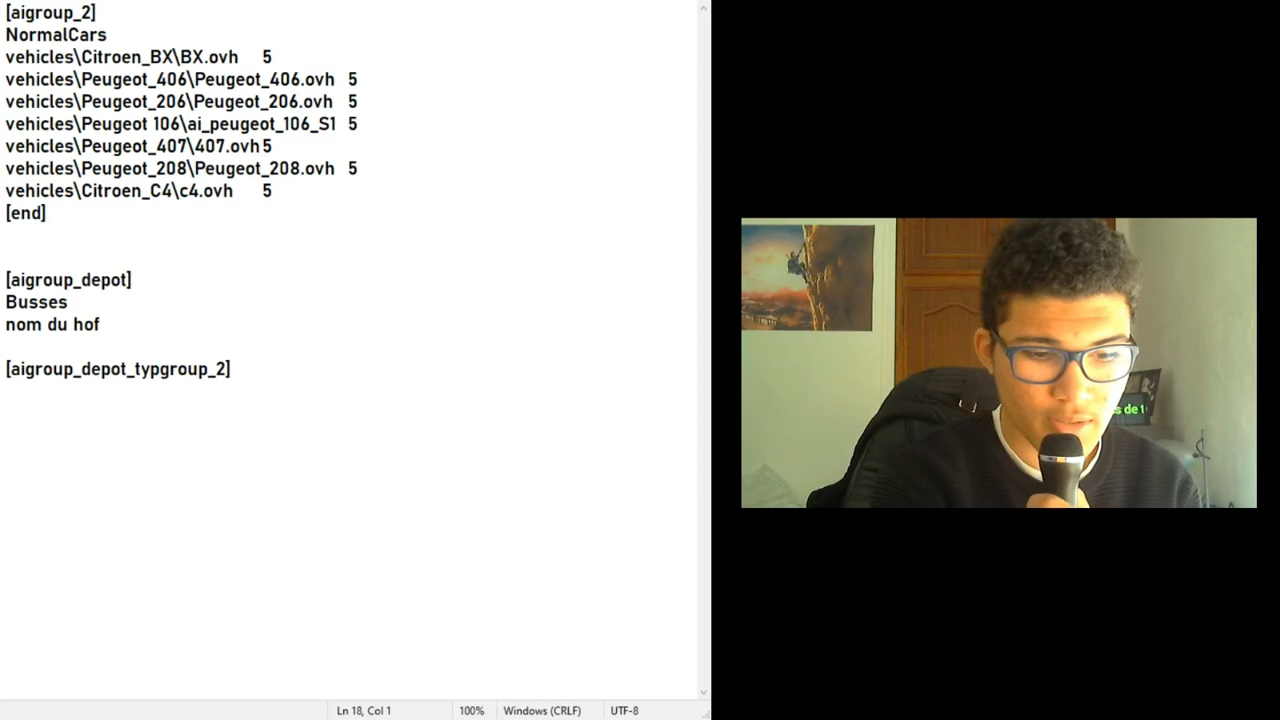 [aigroup_2]
NormalCars
vehicles\Citroen_BX\BX.ovh 5
vehicles\Peugeot_406\Peugeot_406.ovh 5
vehicles\Peugeot_206\Peugeot_206.ovh 5
vehicles\Peugeot 106\ai_peugeot_106_S1 5
vehicles\Peugeot_407\407.ovh 5
vehicles\Peugeot_208\Peugeot_208.ovh 5
vehicles\Citroen_C4\c4.ovh 5
[end]
[aigroup_depot]
Busses
nom du hof
[aigroup_depot_typgroup_2]
s de
Ln 18, Col 1 100% Windows (CRLF) UTF-8